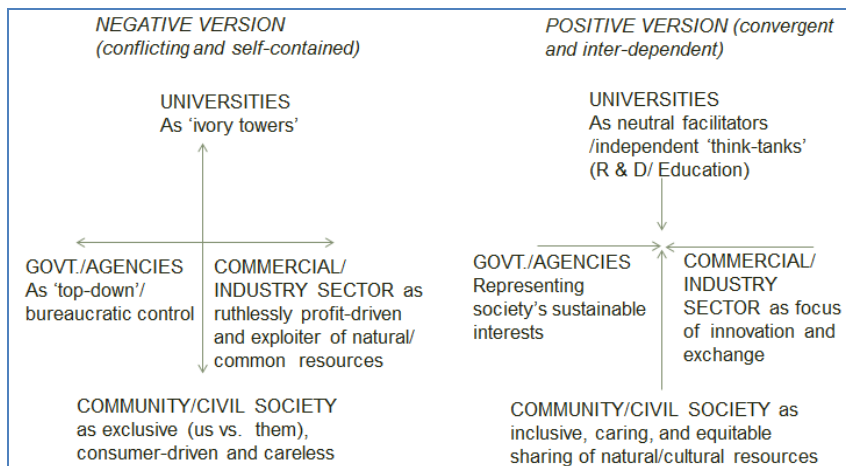 NEGATIVE VERSION
(conflicting and self-contained)
UNIVERSITIES
As ‘ivory towers’
GOVT./AGENCIES
As ‘top-down’/
bureaucratic control
COMMERCIAL/
INDUSTRY SECTOR as
ruthlessly profit-driven
and exploiter of natural/
common resources
COMMUNITY/CIVIL SOCIETY
as exclusive (us vs. them),
consumer-driven and careless
POSITIVE VERSION (convergent
and inter-dependent)
UNIVERSITIES
As neutral facilitators
/independent ‘think-tanks’
(R & D/ Education)
GOVT./AGENCIES
Representing
society’s sustainable
interests
COMMERCIAL/
INDUSTRY
SECTOR as focus
of innovation and
exchange
COMMUNITY/CIVIL SOCIETY as
inclusive, caring, and equitable
sharing of natural/cultural resources